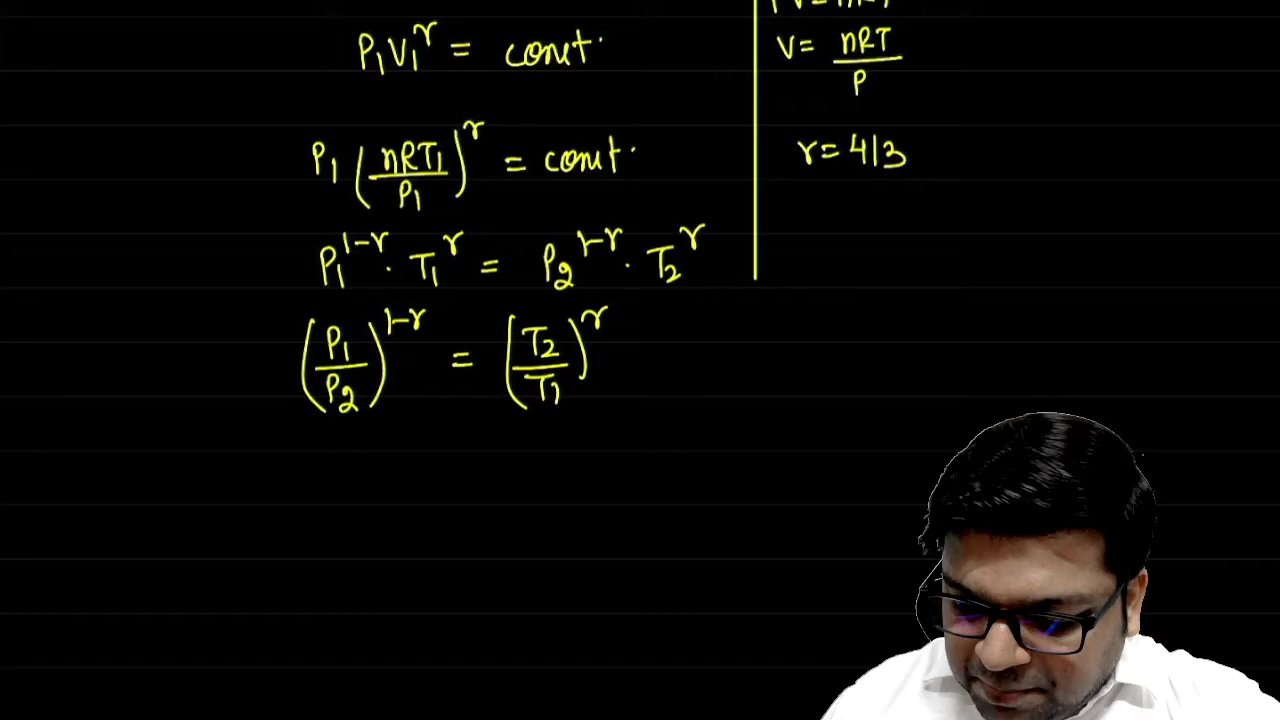 P₁V₁^γ = const.
P₁ (nRT₁/P₁)^γ = const.
P₁^(1-γ) · T₁^γ = P₂^(1-γ) · T₂^γ
(P₁/P₂)^(1-γ) = (T₂/T₁)^γ
V = nRT/P
γ = 4/3